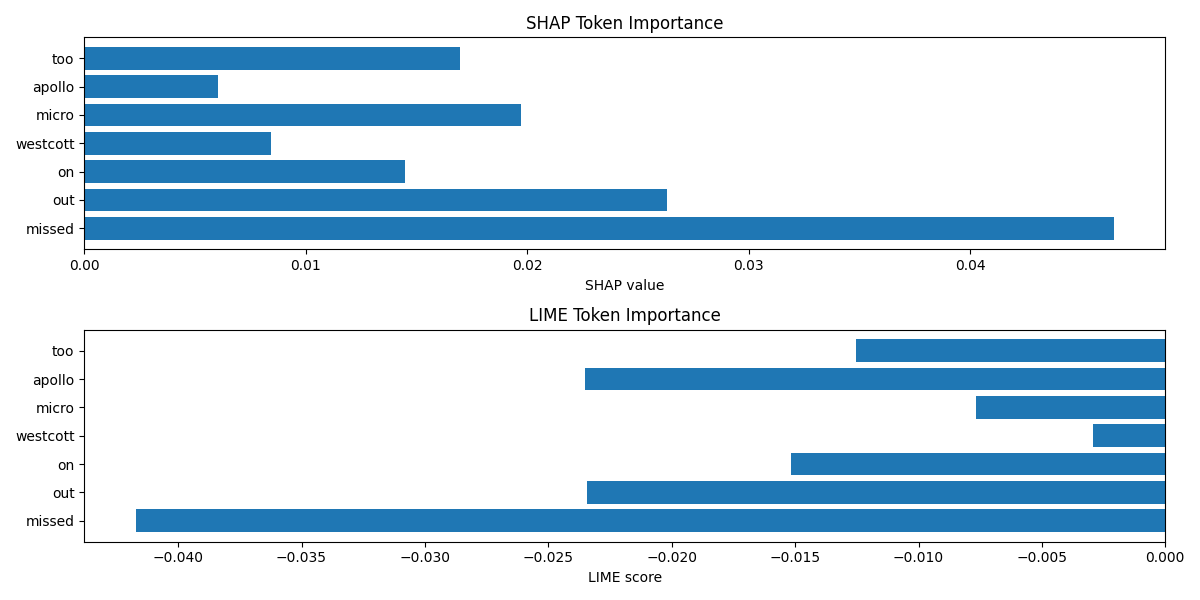 SHAP Token Importance
too
apollo
micro
westcott
on
out
missed
0.00 0.01 0.02 0.03 0.04
SHAP value
LIME Token Importance
too
apollo
micro
westcott
on
out
missed
−0.040 −0.035 −0.030 −0.025 −0.020 −0.015 −0.010 −0.005 0.000
LIME score